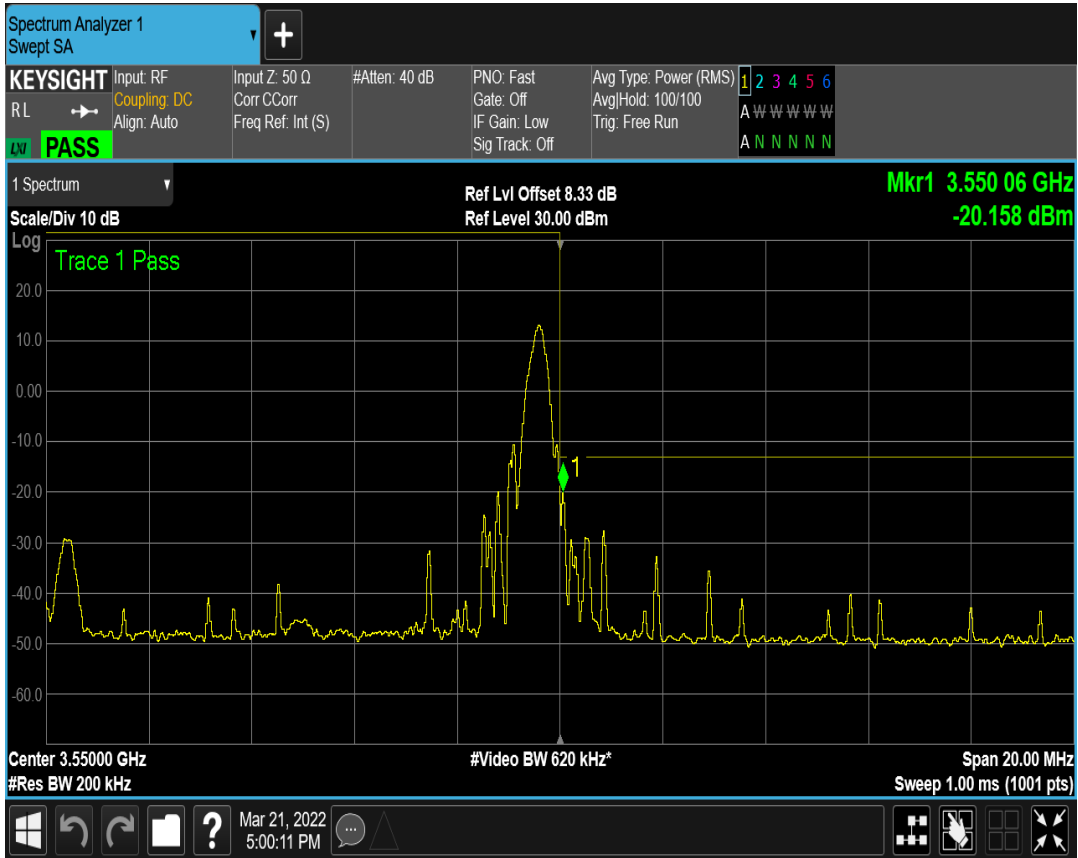 Spectrum Analyzer 1
Swept SA
+
KEYSIGHT
RL
LXI PASS
Input: RF
Coupling: DC
Align: Auto
Input Z: 50 Ω
Corr CCorr
Freq Ref: Int (S)
#Atten: 40 dB
PNO: Fast
Gate: Off
IF Gain: Low
Sig Track: Off
Avg Type: Power (RMS)
Avg|Hold: 100/100
Trig: Free Run
1 2 3 4 5 6
A W W W W W
A N N N N N
1 Spectrum
Scale/Div 10 dB
Ref Lvl Offset 8.33 dB
Ref Level 30.00 dBm
Mkr1 3.550 06 GHz
-20.158 dBm
Log
Trace 1 Pass
20.0
10.0
0.00
-10.0
1
-20.0
-30.0
-40.0
-50.0
-60.0
Center 3.55000 GHz
#Video BW 620 kHz*
Span 20.00 MHz
#Res BW 200 kHz
Sweep 1.00 ms (1001 pts)
?
Mar 21, 2022
5:00:11 PM